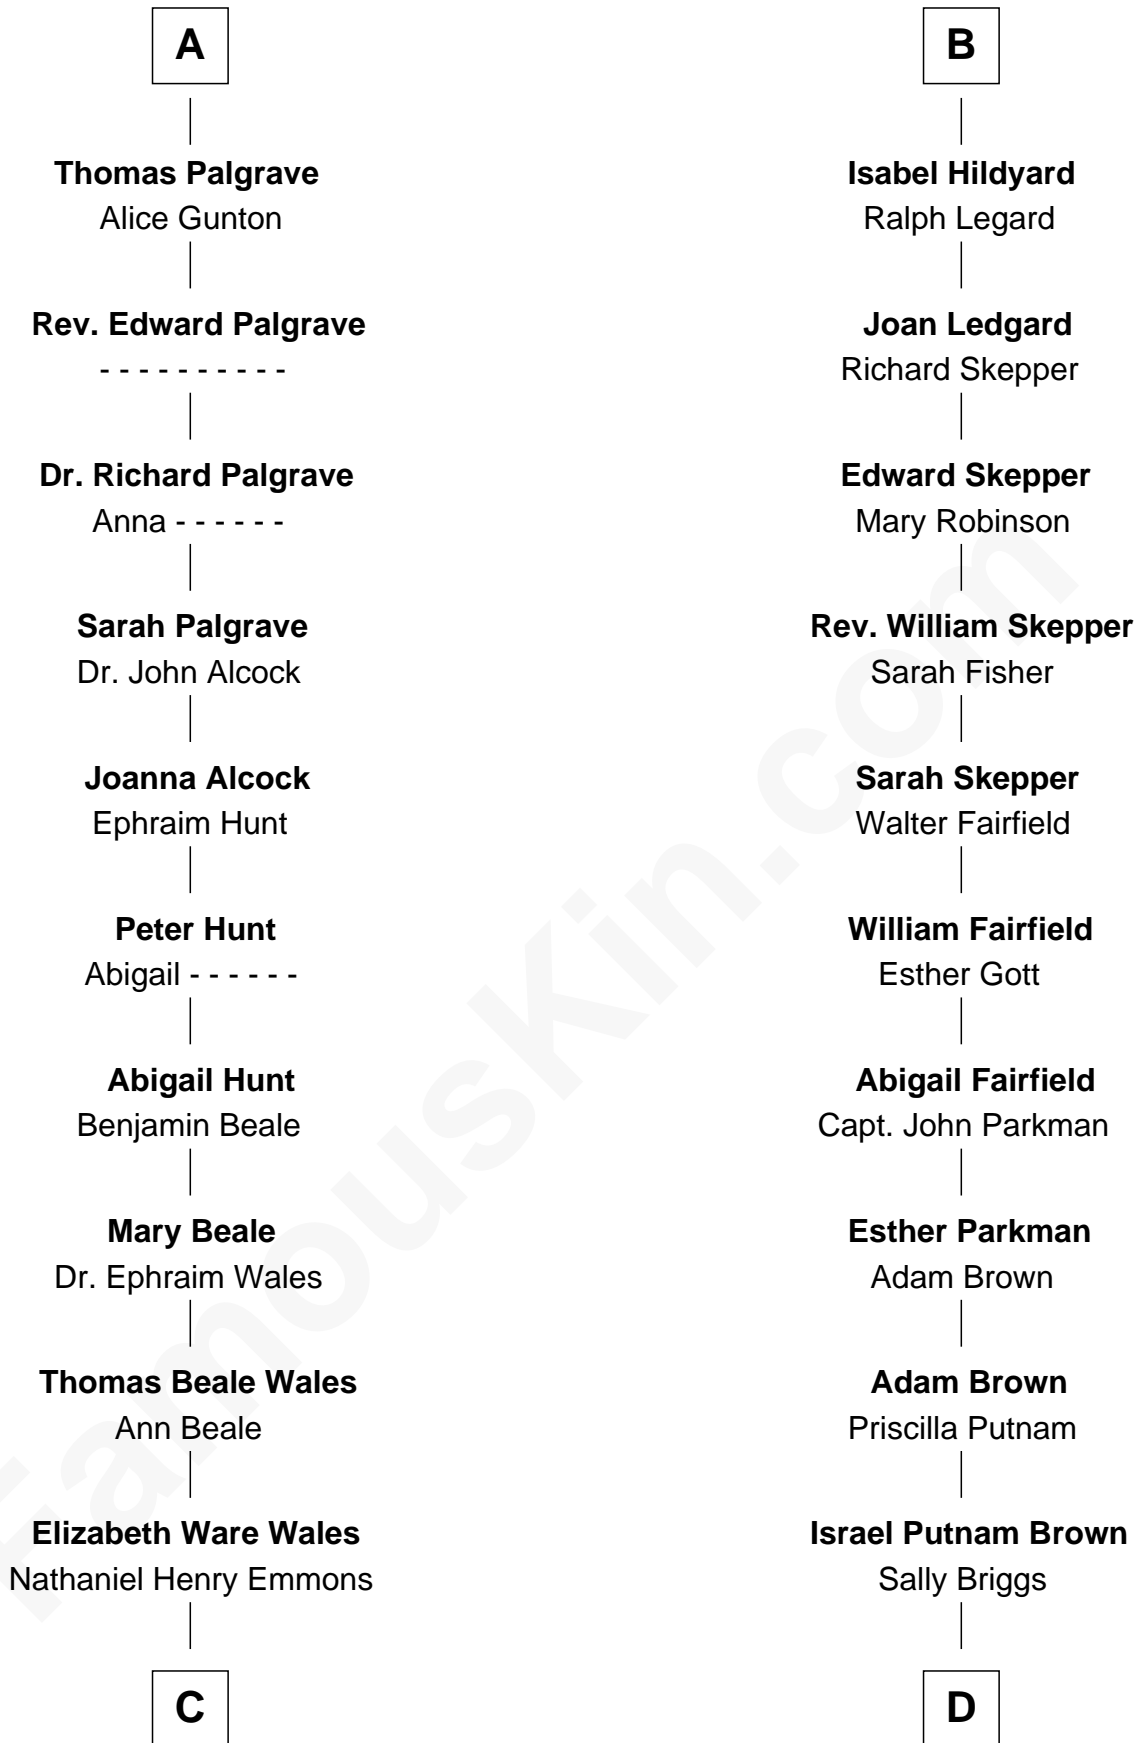 A
Thomas Palgrave
Alice Gunton
Rev. Edward Palgrave
- - - - - - - - - -
Dr. Richard Palgrave
Anna - - - - - -
Sarah Palgrave
Dr. John Alcock
Joanna Alcock
Ephraim Hunt
Peter Hunt
Abigail - - - - - -
Abigail Hunt
Benjamin Beale
Mary Beale
Dr. Ephraim Wales
Thomas Beale Wales
Ann Beale
Elizabeth Ware Wales
Nathaniel Henry Emmons
C
B
Isabel Hildyard
Ralph Legard
Joan Ledgard
Richard Skepper
Edward Skepper
Mary Robinson
Rev. William Skepper
Sarah Fisher
Sarah Skepper
Walter Fairfield
William Fairfield
Esther Gott
Abigail Fairfield
Capt. John Parkman
Esther Parkman
Adam Brown
Adam Brown
Priscilla Putnam
Israel Putnam Brown
Sally Briggs
D
FamousKin.com